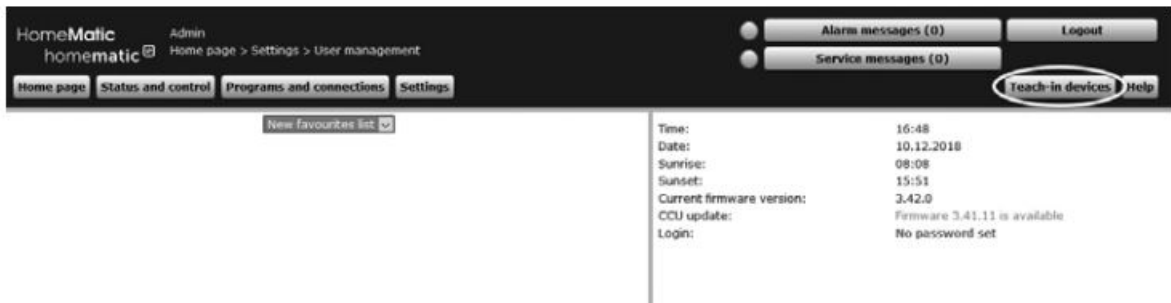 HomeMatic Admin Alarm messages (0) Logout
homematic IP Home page > Settings > User management Service messages (0)
Home page Status and control Programs and connections Settings Teach-in devices Help
New favourites list
Time: 16:48
Date: 10.12.2018
Sunrise: 08:08
Sunset: 15:51
Current firmware version: 3.42.0
CCU update: Firmware 3.41.11 is available
Login: No password set